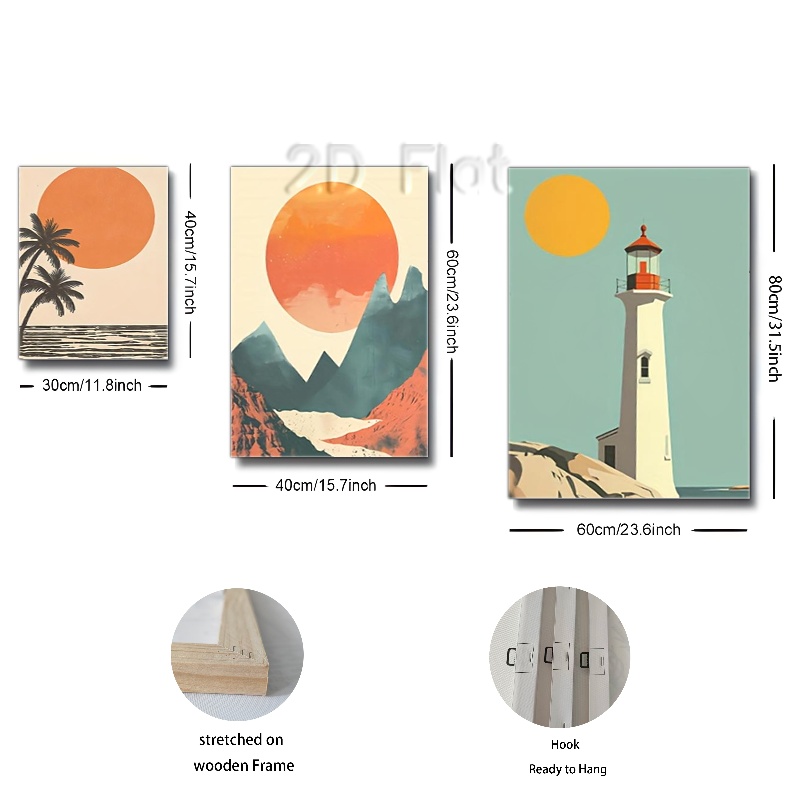 2D Flat
40cm/15.7inch
30cm/11.8inch
60cm/23.6inch
40cm/15.7inch
80cm/31.5inch
60cm/23.6inch
stretched on
wooden Frame
Hook
Ready to Hang